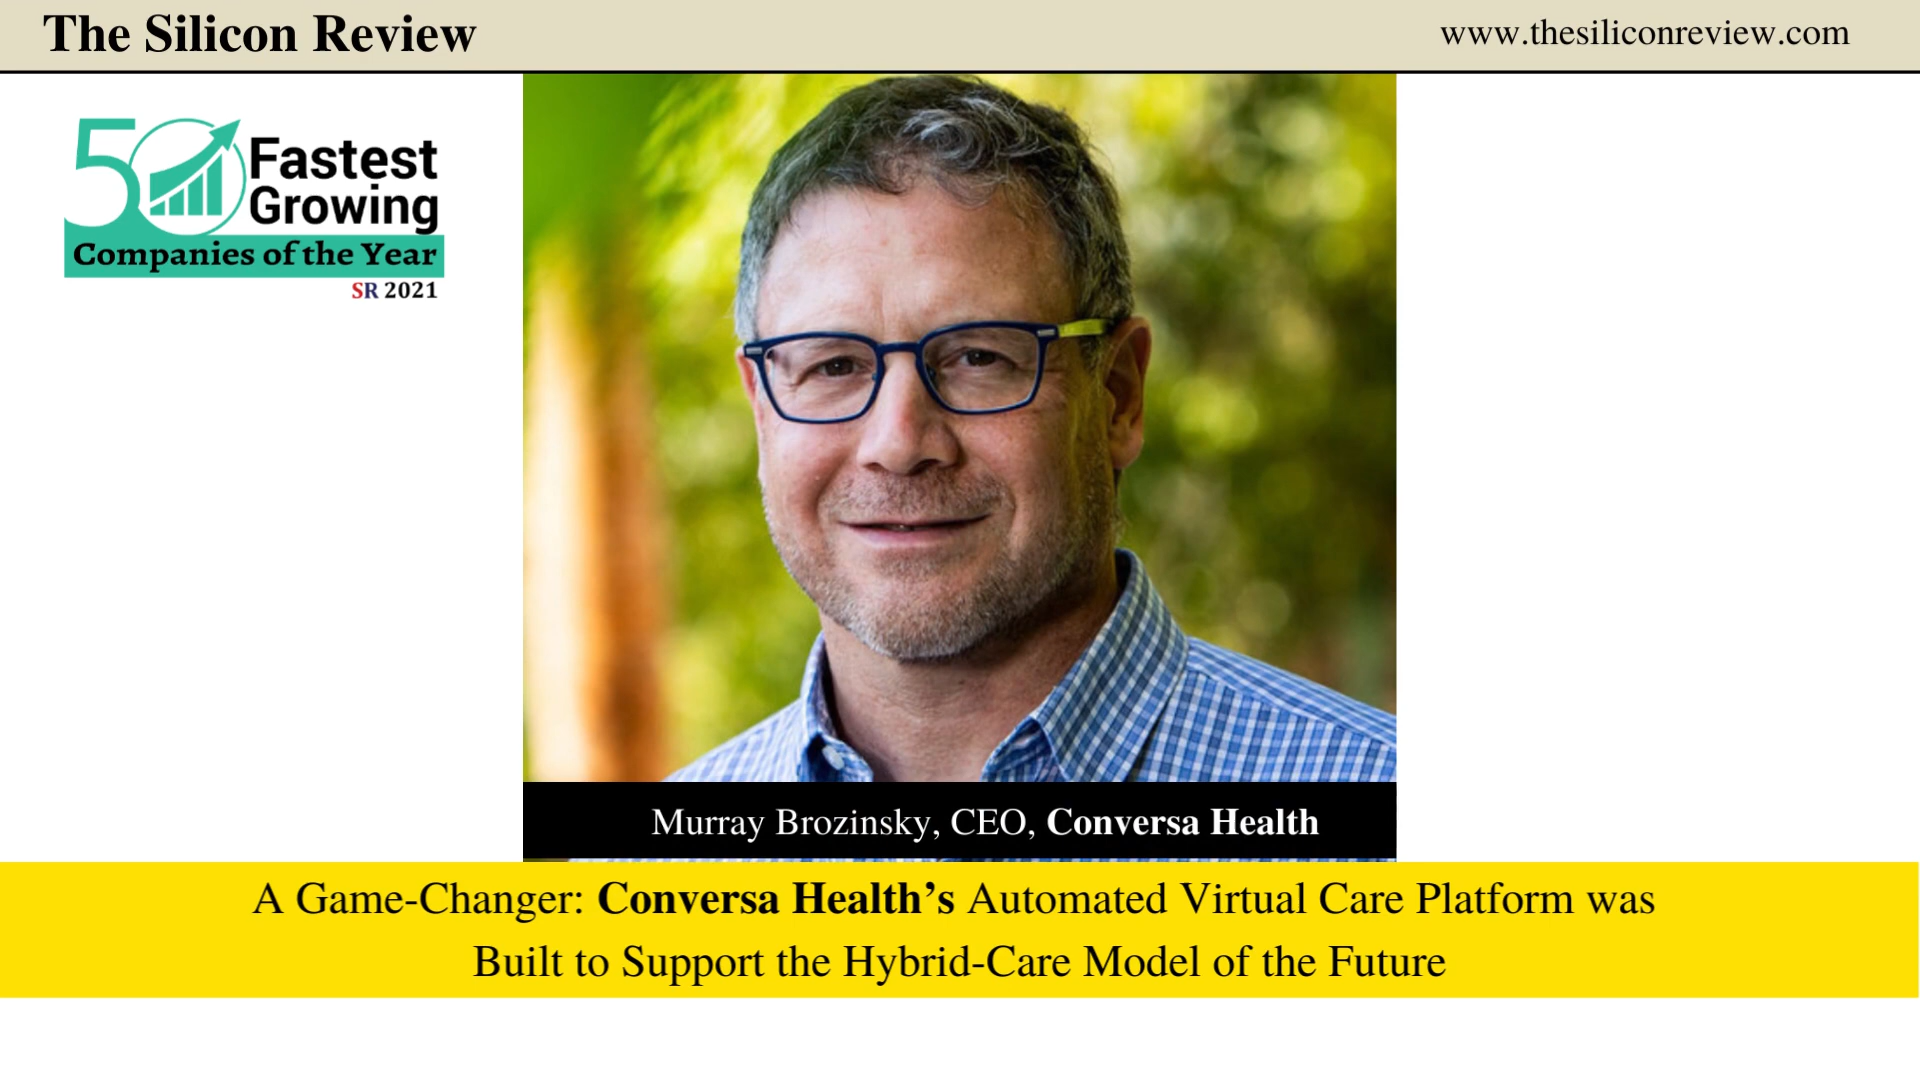 The Silicon Review
www.thesiliconreview.com
50 Fastest
Growing
Companies of the Year
SR 2021
Murray Brozinsky, CEO, Conversa Health
A Game-Changer: Conversa Health’s Automated Virtual Care Platform was
Built to Support the Hybrid-Care Model of the Future